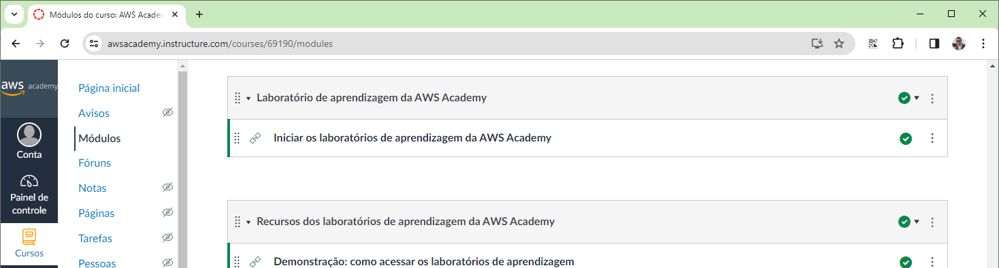 Módulos do curso: AWS Acader
awsacademy.instructure.com/courses/69190/modules
aws academy
Conta
Painel de
controle
Cursos
Página inicial
Avisos
Módulos
Fóruns
Notas
Páginas
Tarefas
Pessoas
Laboratório de aprendizagem da AWS Academy
Iniciar os laboratórios de aprendizagem da AWS Academy
Recursos dos laboratórios de aprendizagem da AWS Academy
Demonstração: como acessar os laboratórios de aprendizagem